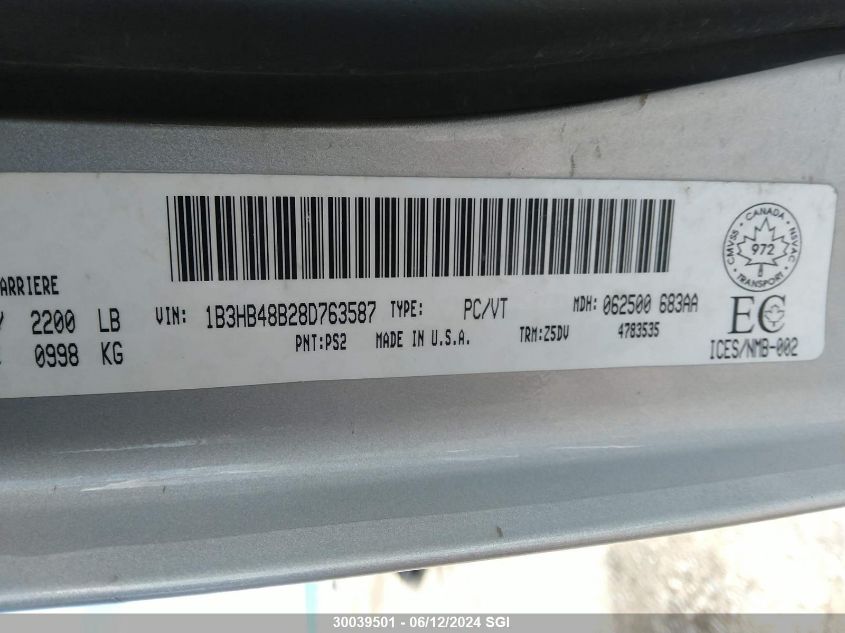 ARRIERE
2200 LB
0998 KG
VIN: 1B3HB48B28D763587 TYPE: PC/VT MDH: 062500 683AA
PNT:PS2 MADE IN U.S.A. TRM:Z5DV 4783535
CANADA
CMVSS
NSVAC
972
TRANSPORT
EC
ICES/NMB-002
30039501 - 06/12/2024 SGI